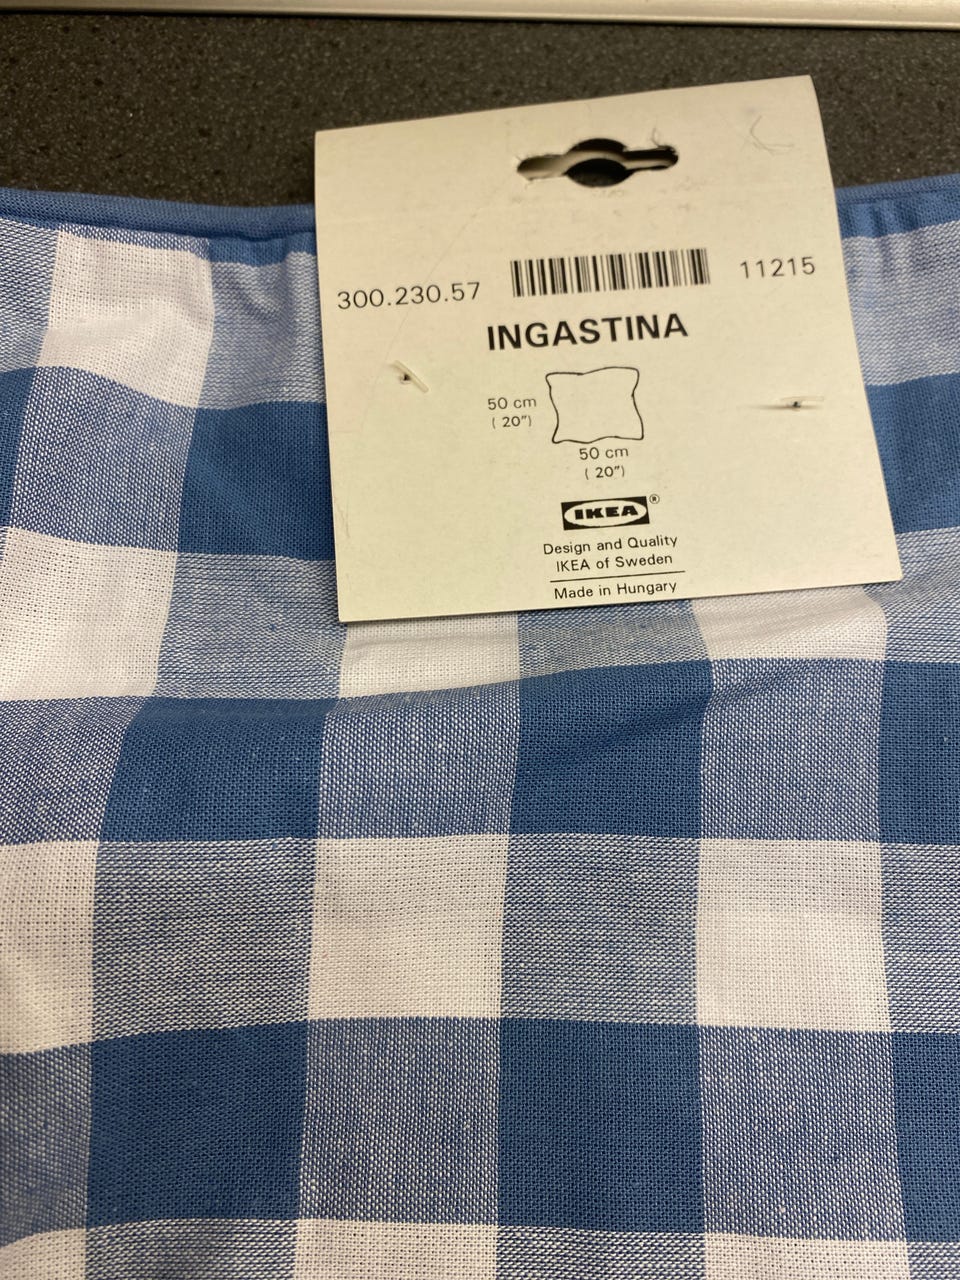 300.230.57 11215
INGASTINA
50 cm
( 20")
50 cm
( 20")
IKEA ®
Design and Quality
IKEA of Sweden
Made in Hungary